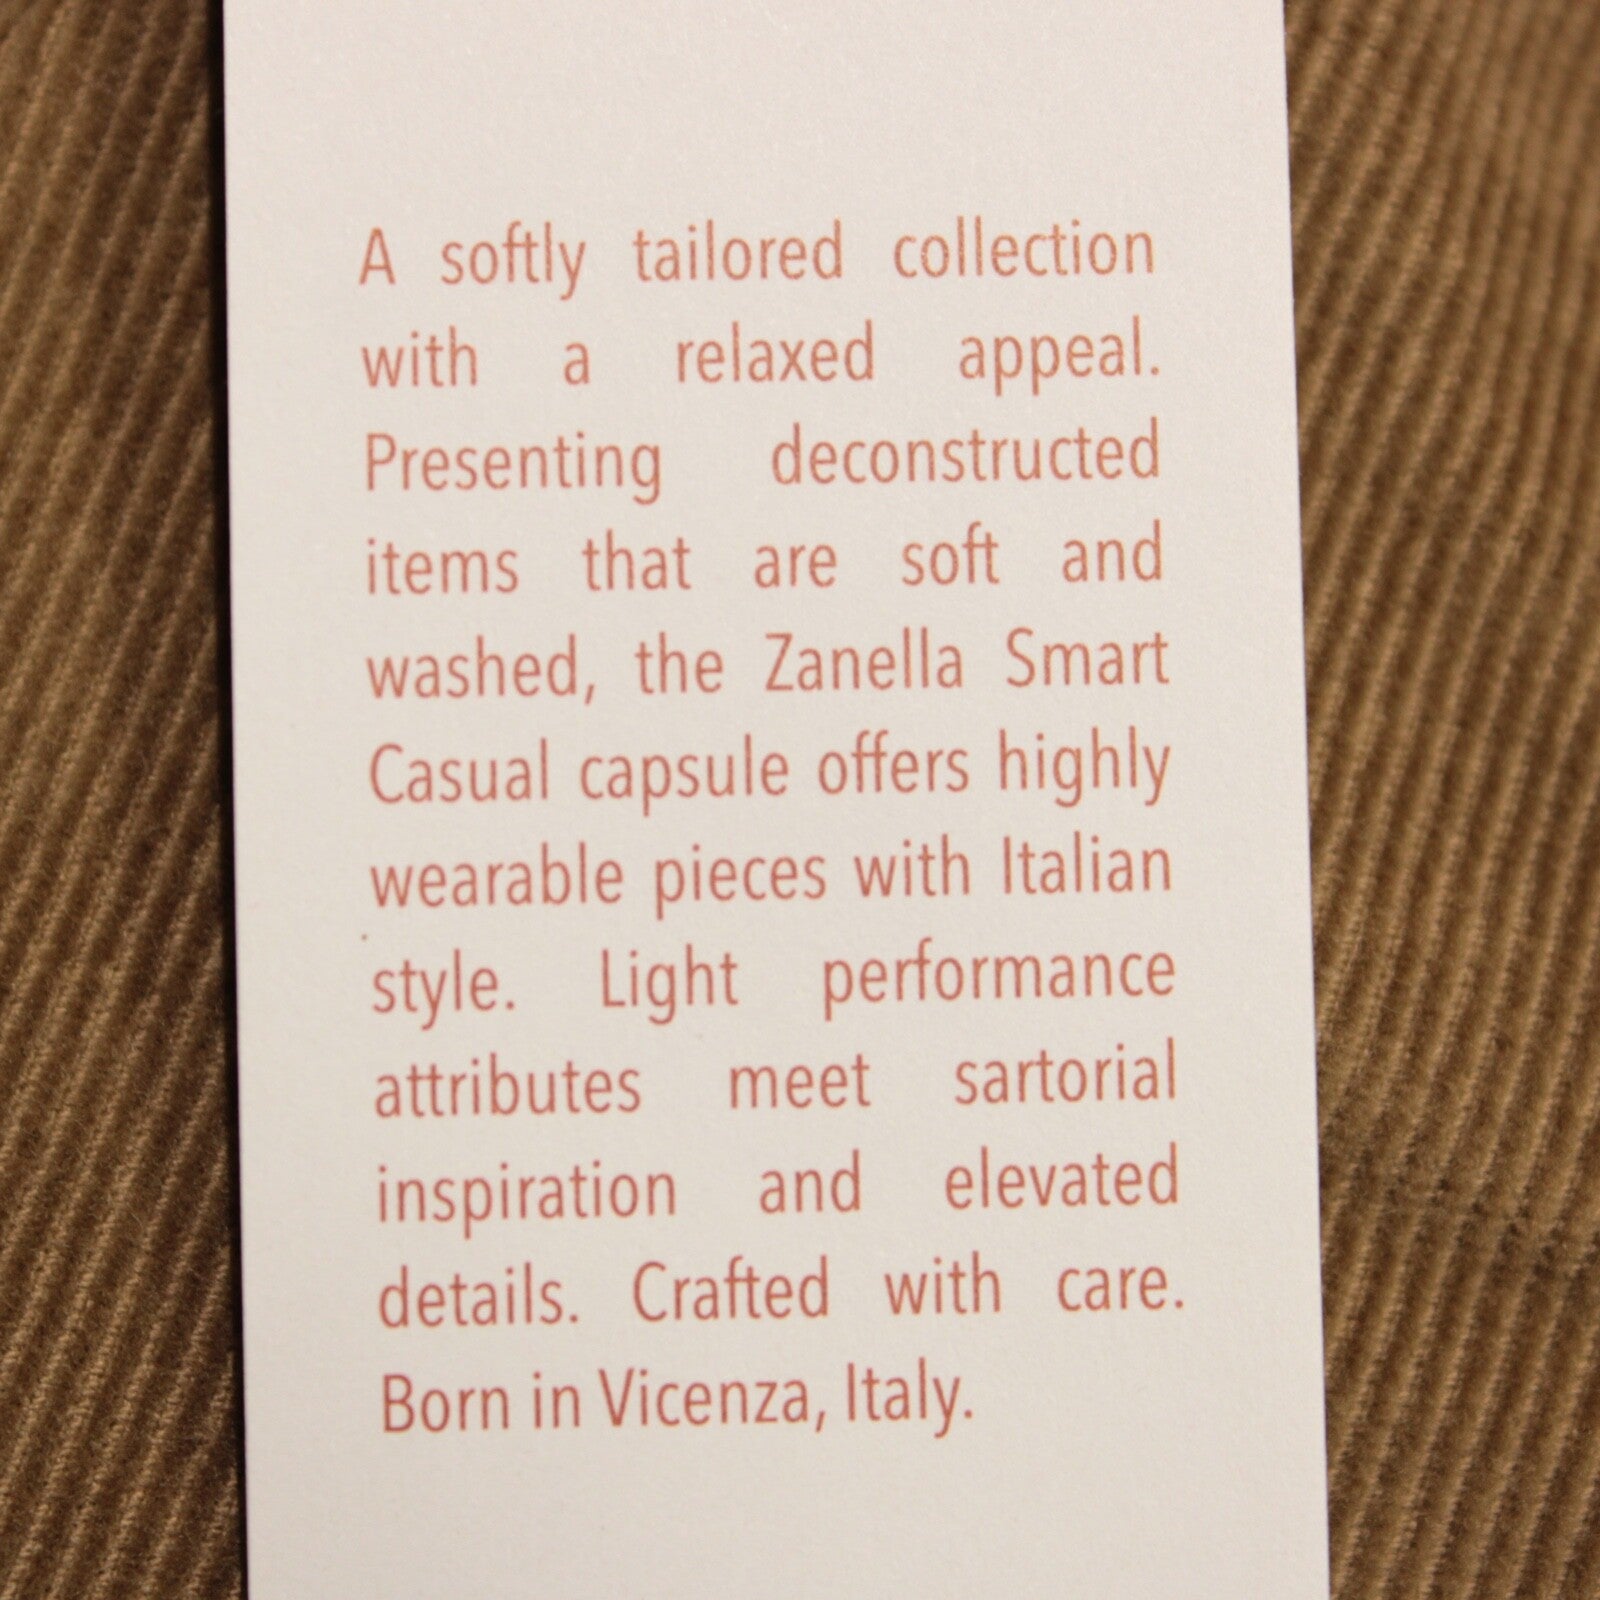 A softly tailored collection
with a relaxed appeal.
Presenting deconstructed
items that are soft and
washed, the Zanella Smart
Casual capsule offers highly
wearable pieces with Italian
style. Light performance
attributes meet sartorial
inspiration and elevated
details. Crafted with care.
Born in Vicenza, Italy.